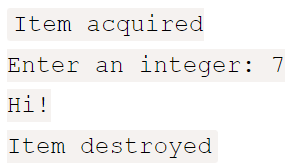 Item acquired
Enter an integer: 7
Hi!
Item destroyed